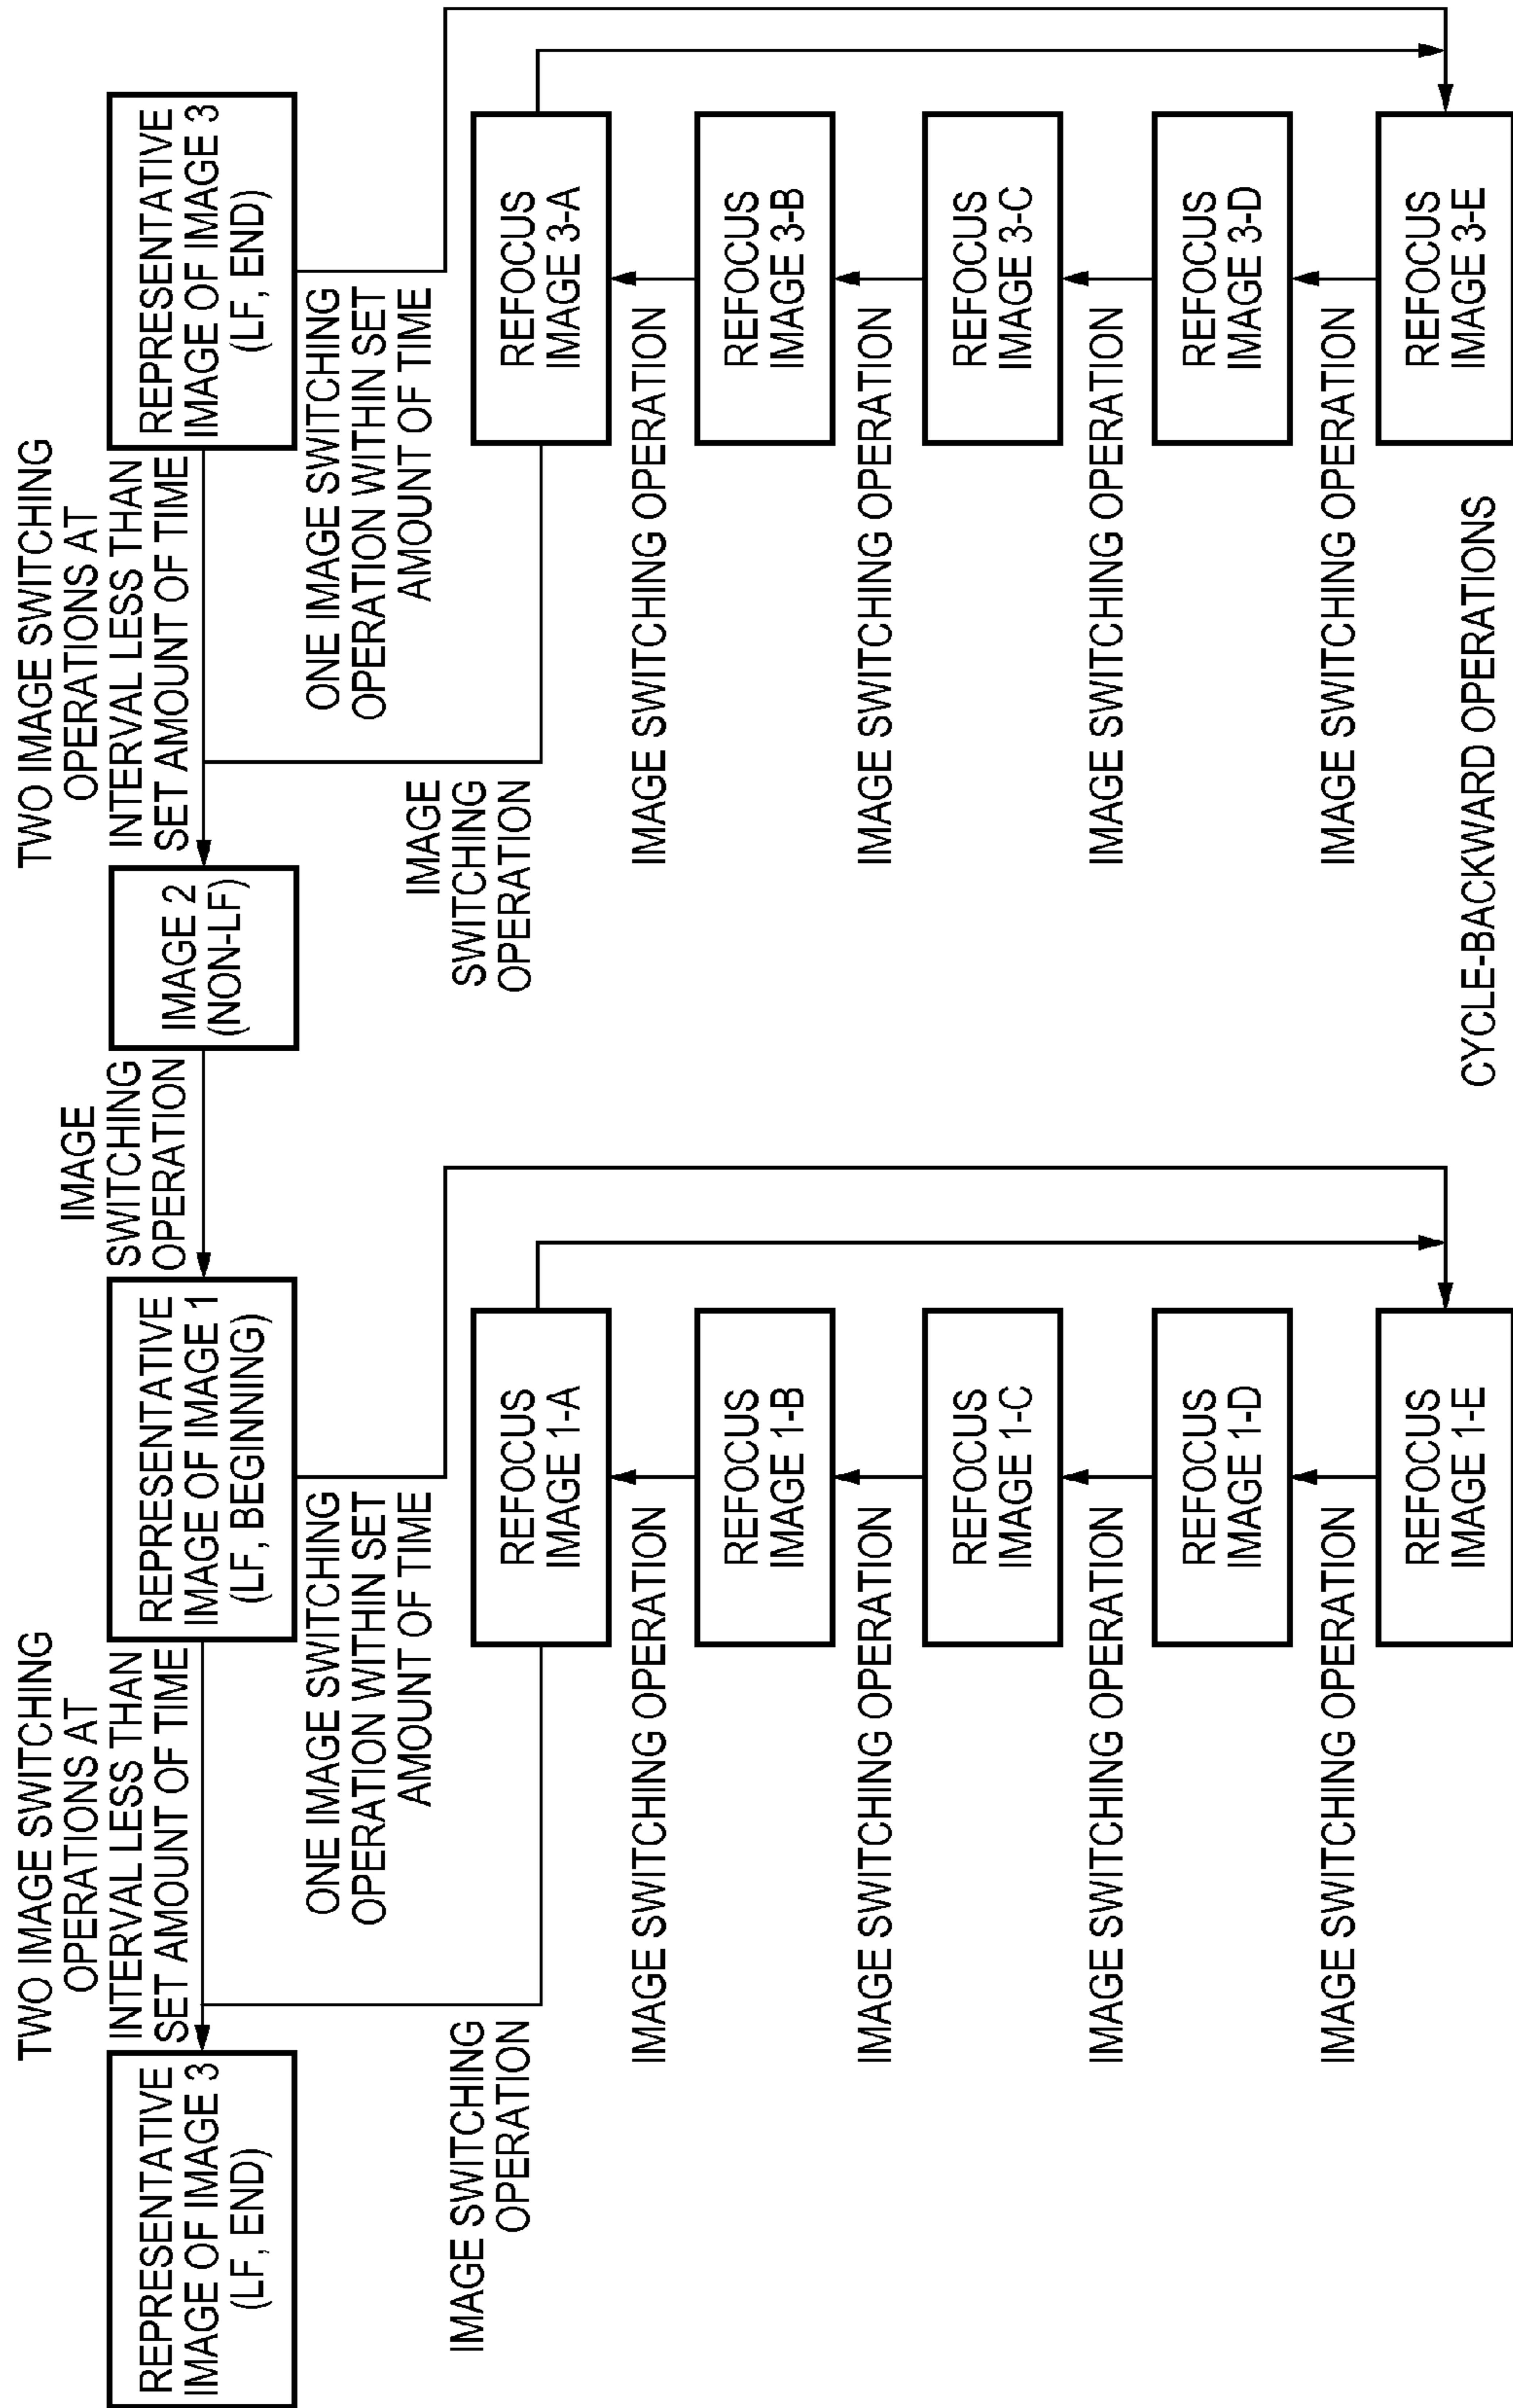 REPRESENTATIVE
IMAGE OF IMAGE 3
(LF, END)
TWO IMAGE SWITCHING
OPERATIONS AT
INTERVAL LESS THAN
SET AMOUNT OF TIME
REPRESENTATIVE
IMAGE OF IMAGE 1
(LF, BEGINNING)
IMAGE
SWITCHING
OPERATION
IMAGE 2
(NON-LF)
TWO IMAGE SWITCHING
OPERATIONS AT
INTERVAL LESS THAN
SET AMOUNT OF TIME
REPRESENTATIVE
IMAGE OF IMAGE 3
(LF, END)
ONE IMAGE SWITCHING
OPERATION WITHIN SET
AMOUNT OF TIME
ONE IMAGE SWITCHING
OPERATION WITHIN SET
AMOUNT OF TIME
IMAGE SWITCHING
OPERATION
REFOCUS
IMAGE 1-A
IMAGE
SWITCHING
OPERATION
REFOCUS
IMAGE 3-A
IMAGE SWITCHING OPERATION
IMAGE SWITCHING OPERATION
REFOCUS
IMAGE 1-B
REFOCUS
IMAGE 3-B
IMAGE SWITCHING OPERATION
IMAGE SWITCHING OPERATION
REFOCUS
IMAGE 1-C
REFOCUS
IMAGE 3-C
IMAGE SWITCHING OPERATION
IMAGE SWITCHING OPERATION
REFOCUS
IMAGE 1-D
REFOCUS
IMAGE 3-D
IMAGE SWITCHING OPERATION
IMAGE SWITCHING OPERATION
REFOCUS
IMAGE 1-E
REFOCUS
IMAGE 3-E
CYCLE-BACKWARD OPERATIONS